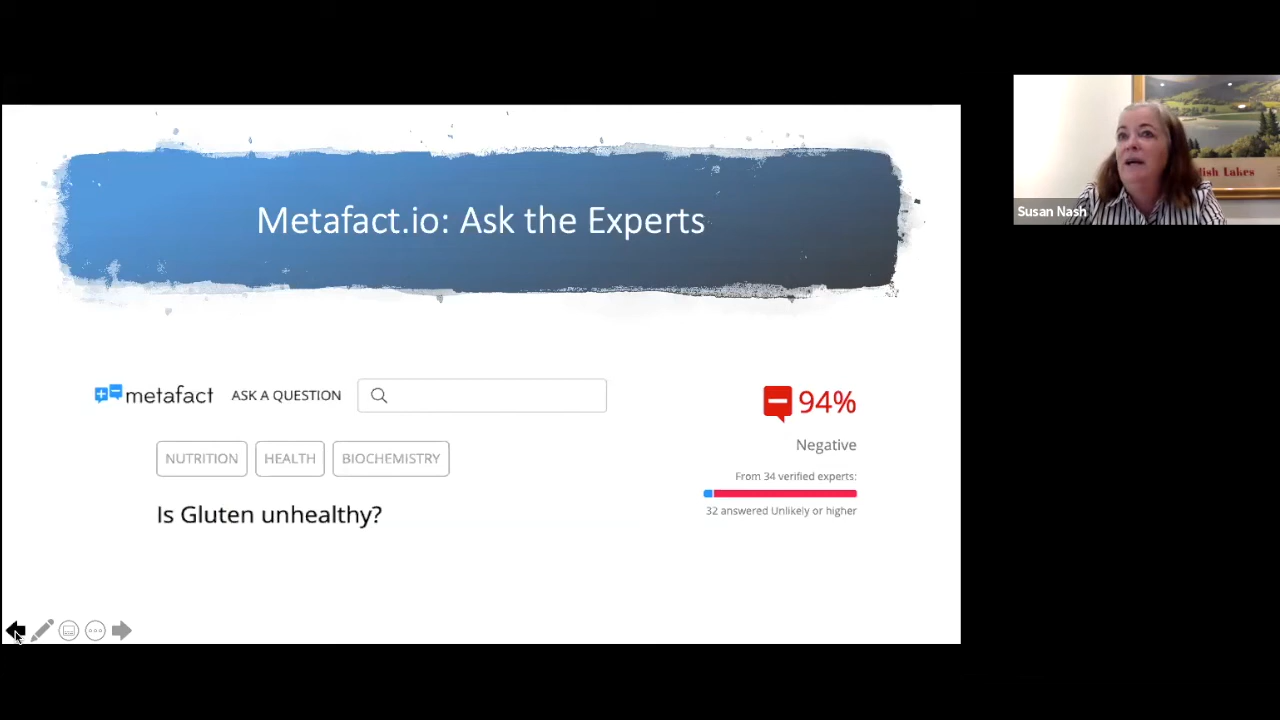 Metafact.io: Ask the Experts
metafact
ASK A QUESTION
94%
Negative
NUTRITION
HEALTH
BIOCHEMISTRY
From 34 verified experts:
32 answered Unlikely or higher
Is Gluten unhealthy?
Lakes
Susan Nash